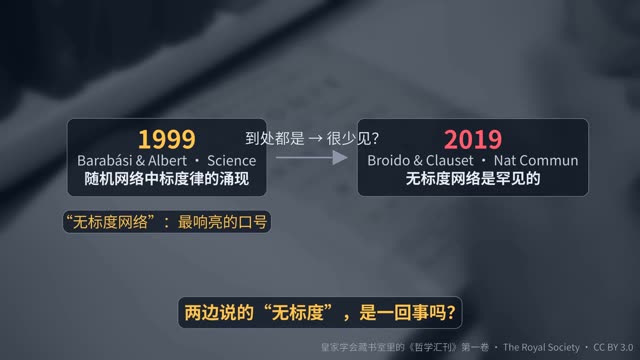 1999
Barabási & Albert • Science
随机网络中标度律的涌现
到处都是 → 很少见?
2019
Broido & Clauset • Nat Commun
无标度网络是罕见的
“无标度网络”：最响亮的口号
两边说的“无标度”，是一回事吗?
皇家学会藏书室里的《哲学汇刊》第一卷 • The Royal Society • CC BY 3.0